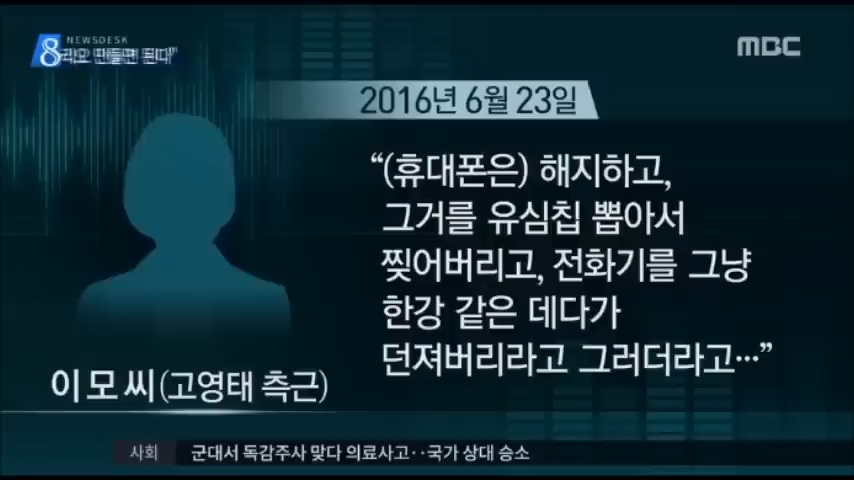 NEWSDESK
8 만들면 된다"
MBC
2016년 6월 23일
“(휴대폰은) 해지하고,
그거를 유심칩 뽑아서
찢어버리고, 전화기를 그냥
한강 같은 데다가
던져버리라고 그러더라고…”
이 모 씨(고영태 측근)
사회 군대서 독감주사 맞다 의료사고‥국가 상대 승소